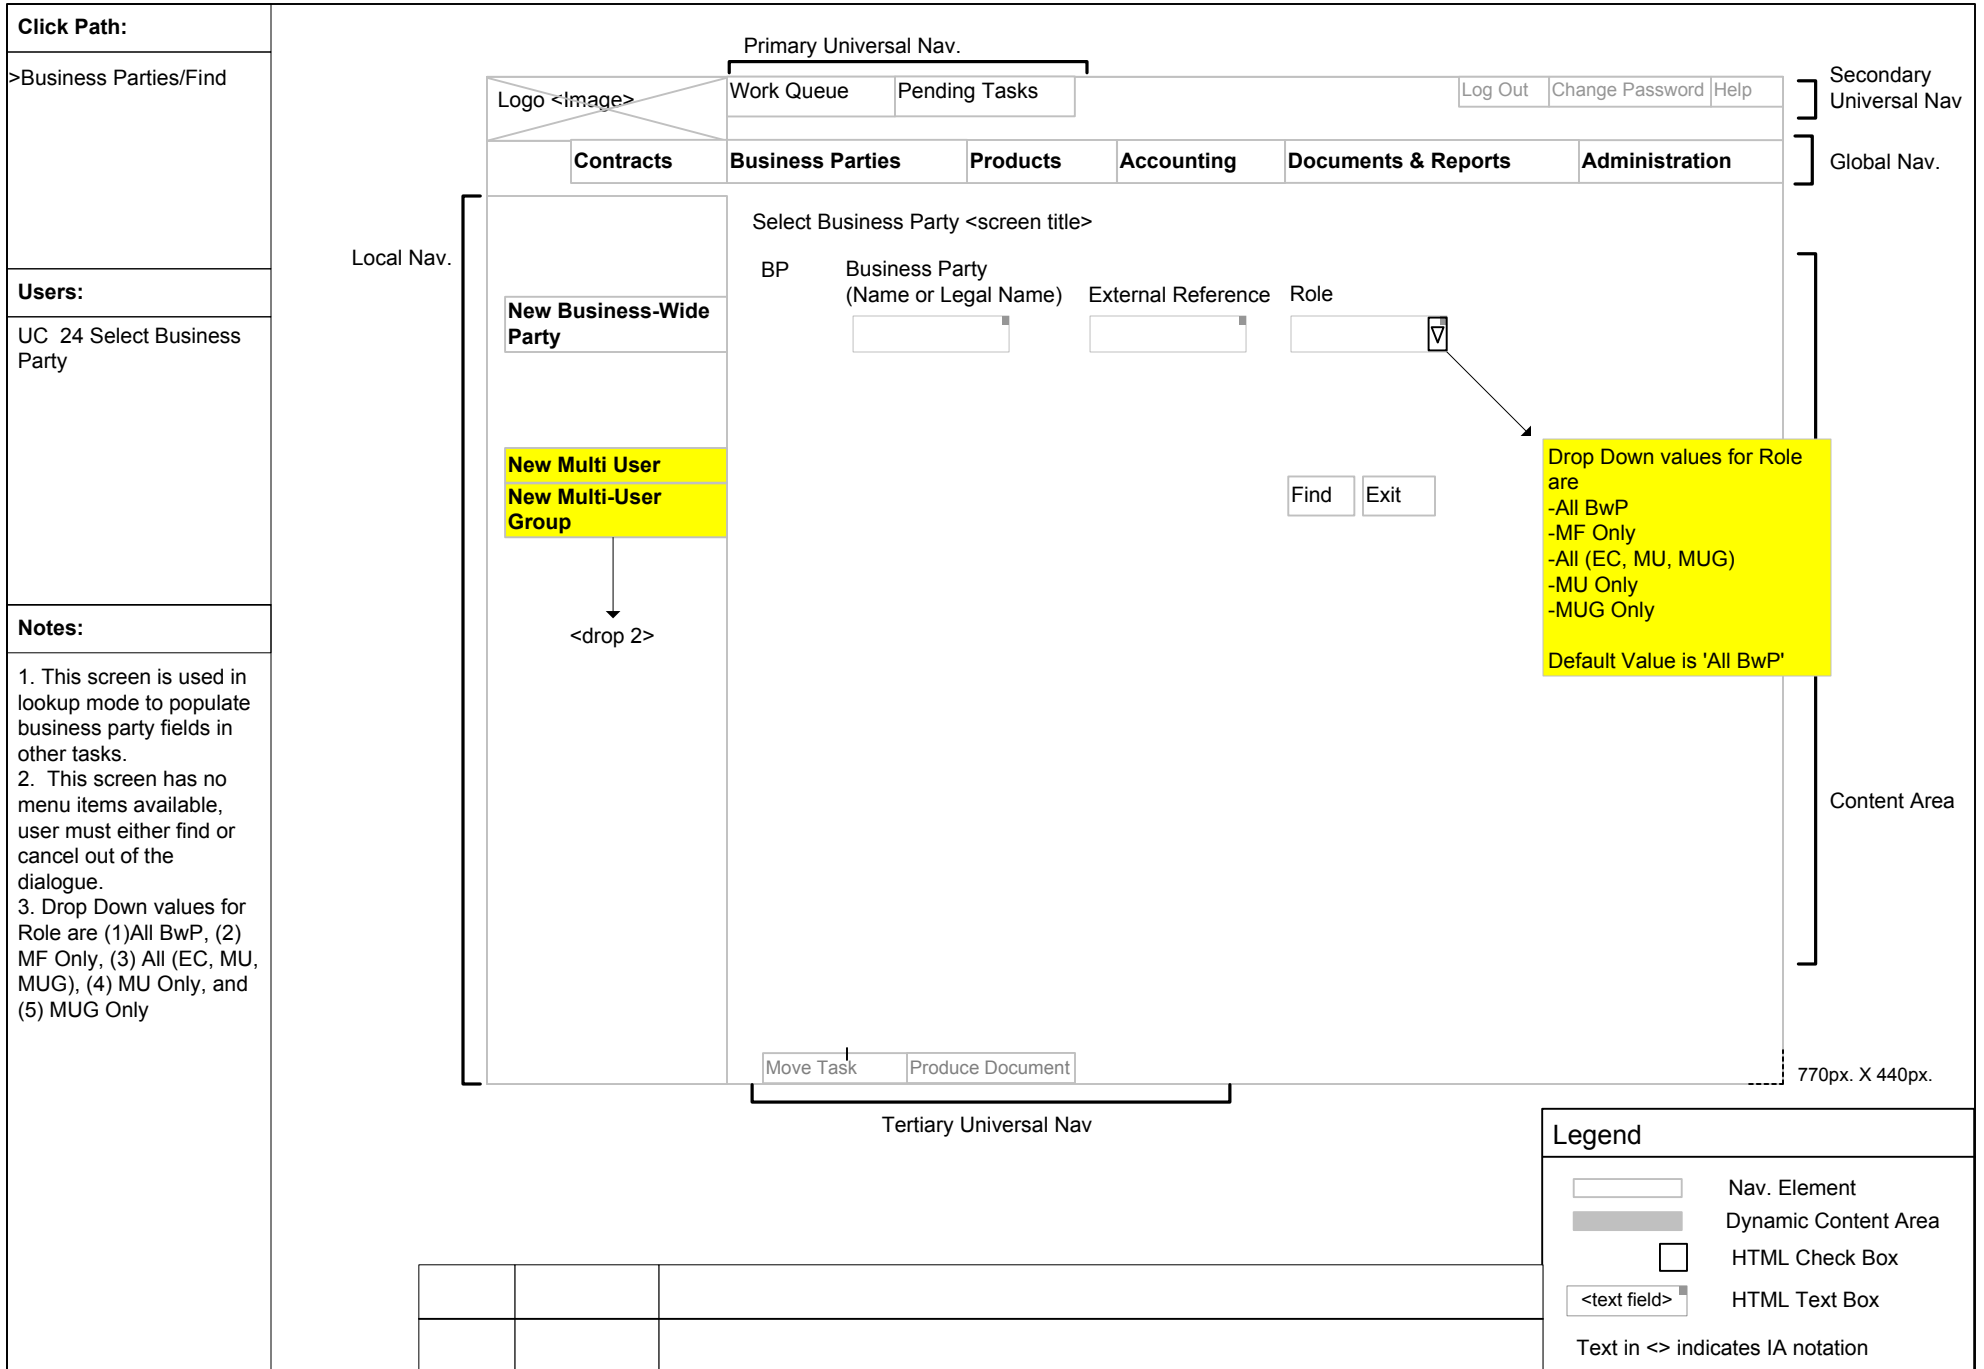 Click Path:
>Business Parties/Find
Users:
UC  24 Select Business
Party
Notes:
1. This screen is used in
lookup mode to populate
business party fields in
other tasks.
2.  This screen has no
menu items available,
user must either find or
cancel out of the
dialogue.
3. Drop Down values for
Role are (1)All BwP, (2)
MF Only, (3) All (EC, MU,
MUG), (4) MU Only, and
(5) MUG Only
Primary Universal Nav.
Logo <Image>
Work Queue
Pending Tasks
Log Out
Change Password
Help
Secondary
Universal Nav
Contracts
Business Parties
Products
Accounting
Documents & Reports
Administration
Global Nav.
Local Nav.
Select Business Party <screen title>
BP
Business Party
(Name or Legal Name)
External Reference
Role
New Business-Wide
Party
New Multi User
New Multi-User
Group
<drop 2>
Find
Exit
Drop Down values for Role
are
-All BwP
-MF Only
-All (EC, MU, MUG)
-MU Only
-MUG Only
Default Value is 'All BwP'
Content Area
Move Task
Produce Document
770px. X 440px.
Tertiary Universal Nav
Legend
Nav. Element
Dynamic Content Area
HTML Check Box
<text field>
HTML Text Box
Text in <> indicates IA notation